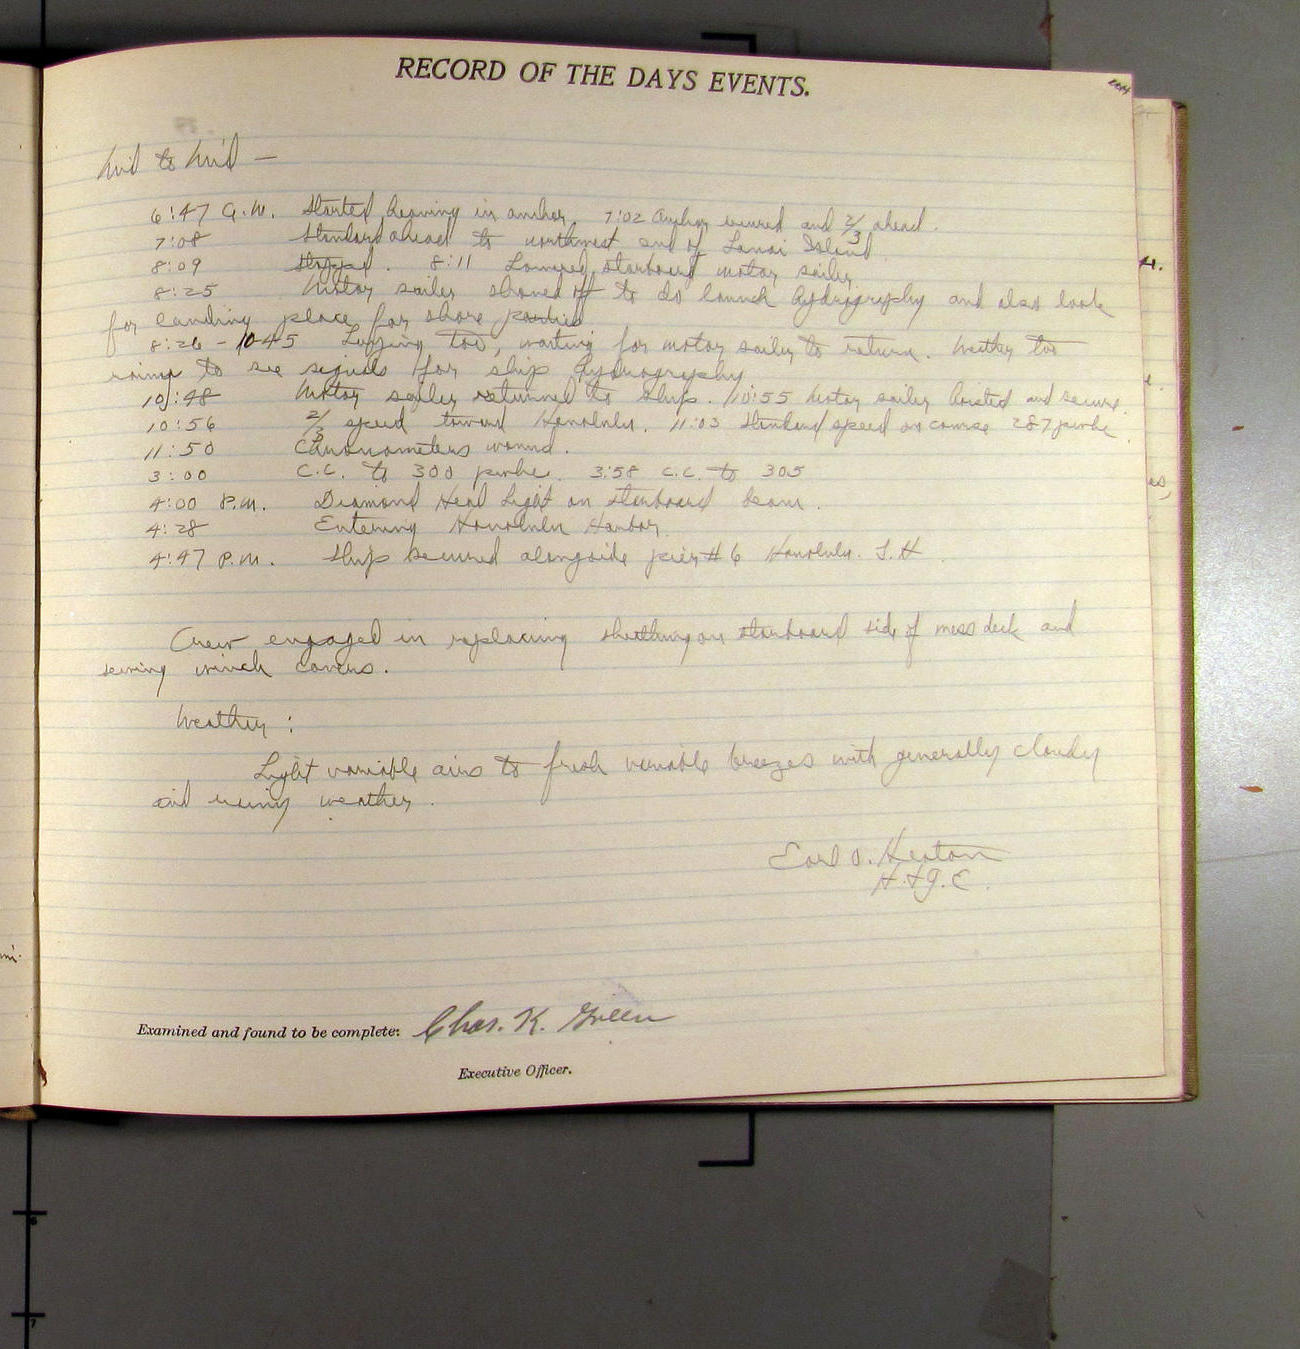 RECORD OF THE DAYS EVENTS.
Mid to Mid —
6:47 A.M. Started heaving in anchor. 7:02 Anchor secured and 2/3 ahead.
7:08 Standard ahead to northwest end of Lanai Island.
8:09 Stopped. 8:11 Lowered starboard motor sailer.
8:25 Motor sailer shoved off to do launch hydrography and also look
for landing place for shore parties
8:26 - 10:45 Laying too, waiting for motor sailer to return. Weather too
rainy to see signals for ship hydrography
10:48 Motor sailer returned to ship. 10:55 Motor sailer hoisted and secure.
10:56 2/3 speed toward Honolulu. 11:03 Standard speed on course 287 psgc.
11:50 Chronometers wound.
3:00 C.C. to 300 psgc. 3:58 C.C. to 305
4:00 P.M. Diamond Head Light on starboard beam.
4:28 Entering Honolulu Harbor.
4:47 P.M. Ship secured alongside pier #6 Honolulu. T.H.
Crew engaged in replacing sheathing on starboard side of mess deck and
sewing winch covers.
Weather :
Light variable airs to fresh variable breezes with generally cloudy
and rainy weather.
Earl O. Heaton
H. & G. E.
Examined and found to be complete: Chas. K. Green
Executive Officer.